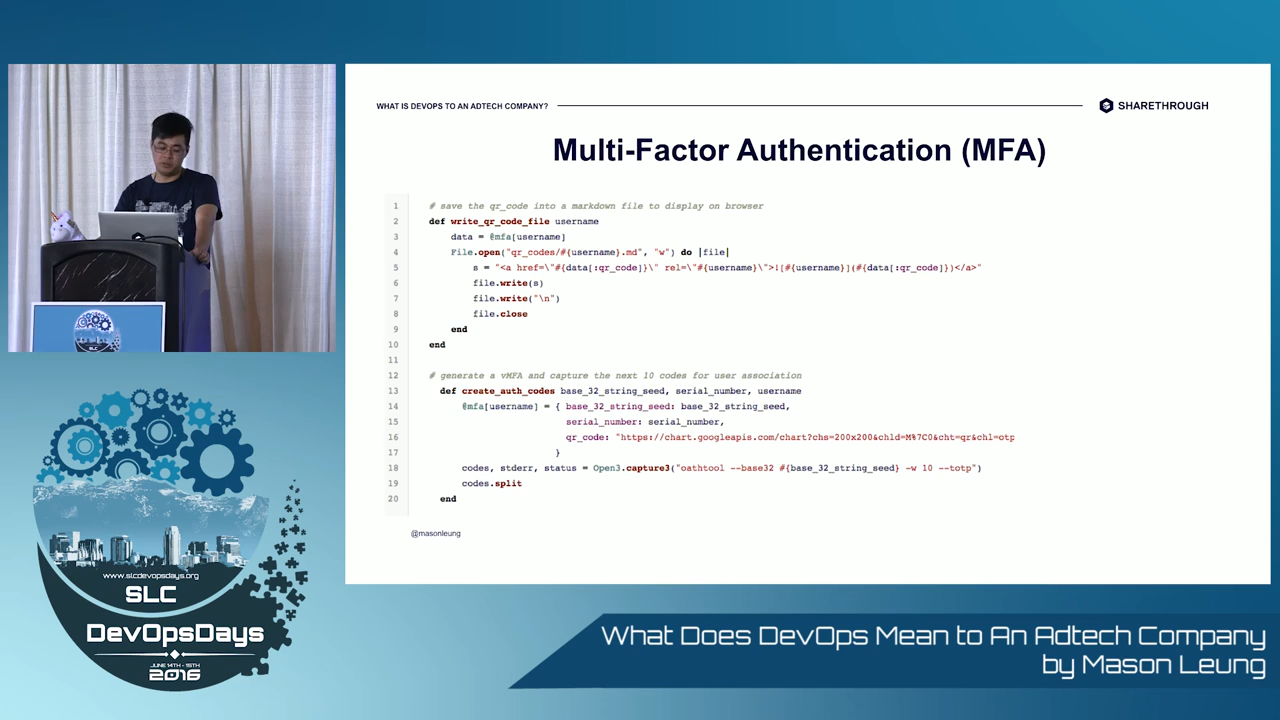 WHAT IS DEVOPS TO AN ADTECH COMPANY?
SHARETHROUGH
Multi-Factor Authentication (MFA)
1 # save the qr_code into a markdown file to display on browser
2 def write_qr_code_file username
3 data = @mfa[username]
4 File.open("qr_codes/#{username}.md", "w") do |file|
5 s = "<a href=\"#{data[:qr_code]}\" rel=\"#{username}\">![#{username}](#{data[:qr_code]})</a>"
6 file.write(s)
7 file.write("\n")
8 file.close
9 end
10 end
11
12 # generate a vMFA and capture the next 10 codes for user association
13 def create_auth_codes base_32_string_seed, serial_number, username
14 @mfa[username] = { base_32_string_seed: base_32_string_seed,
15 serial_number: serial_number,
16 qr_code: "https://chart.googleapis.com/chart?chs=200x200&chld=M%7C0&cht=qr&chl=otp
17 }
18 codes, stderr, status = Open3.capture3("oathtool --base32 #{base_32_string_seed} -w 10 --totp")
19 codes.split
20 end
@masonleung
SLC
www.slcdevopsdays.org
SLC
DevOpsDays
JUNE 14TH - 15TH
2016
What Does DevOps Mean to An Adtech Company
by Mason Leung